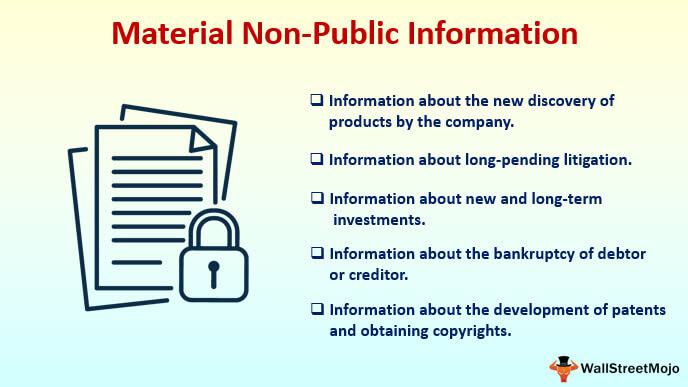 Material Non-Public Information
❑ Information about the new discovery of
products by the company.
❑ Information about long-pending litigation.
❑ Information about new and long-term
investments.
❑ Information about the bankruptcy of debtor
or creditor.
❑ Information about the development of patents
and obtaining copyrights.
WallStreetMojo